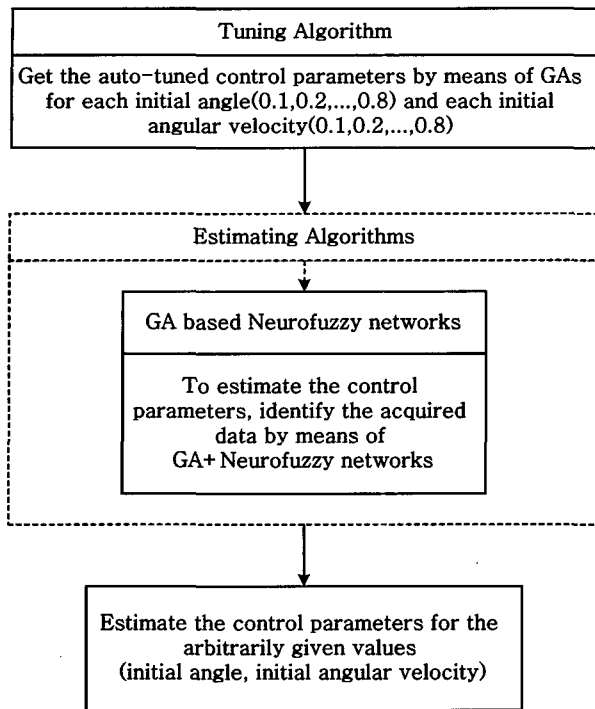 Tuning Algorithm
Get the auto-tuned control parameters by means of GAs
for each initial angle(0.1,0.2,...,0.8) and each initial
angular velocity(0.1,0.2,...,0.8)
Estimating Algorithms
GA based Neurofuzzy networks
To estimate the control
parameters, identify the acquired
data by means of
GA+ Neurofuzzy networks
Estimate the control parameters for the
arbitrarily given values
(initial angle, initial angular velocity)